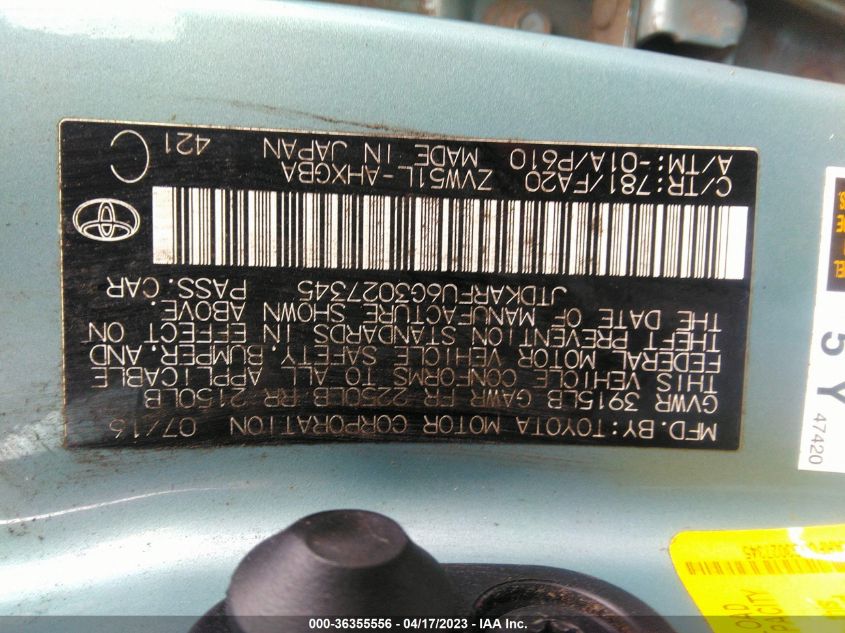 MFD.BY:TOYOTA MOTOR CORPORATION 07/16
GVWR 3915LB GAWR FR 2250LB RR 2150LB
THIS VEHICLE CONFORMS TO ALL APPLICABLE
FEDERAL MOTOR VEHICLE SAFETY, BUMPER, AND
THEFT PREVENTION STANDARDS IN EFFECT ON
THE DATE OF MANUFACTURE SHOWN ABOVE.
JTDKARFU6G3027345 PASS. CAR
C/TR:781/FA20 ZVW51L-AHXGBA
A/TM:-01A/P610 MADE IN JAPAN 421 C
5 Y
47420
000-36355556 - 04/17/2023 - IAA Inc.